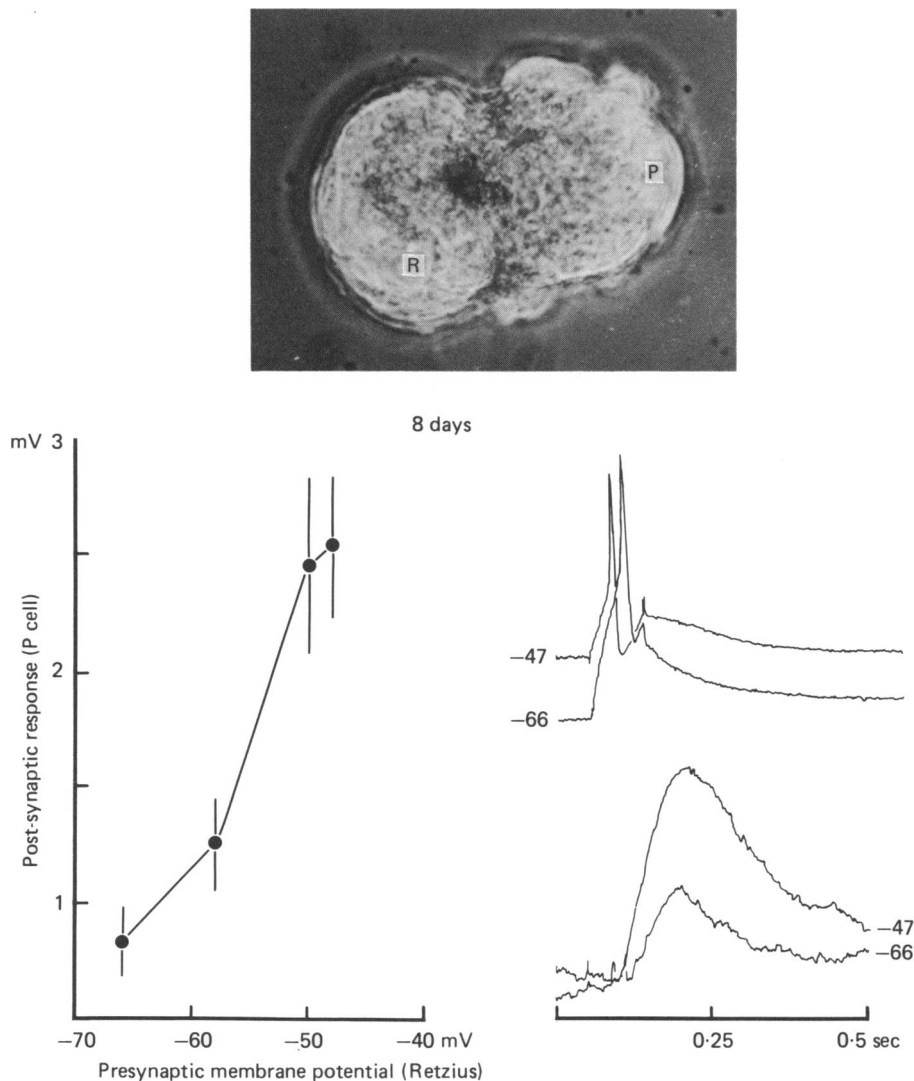 P
R
8 days
mV 3
2
1
Post-synaptic response (P cell)
−70
−60
−50
−40 mV
Presynaptic membrane potential (Retzius)
−47
−66
−47
−66
0·25
0·5 sec